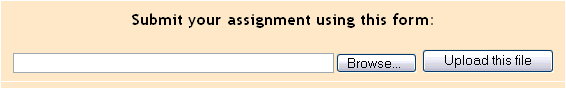 Submit your assignment using this form:
Browse... Upload this file